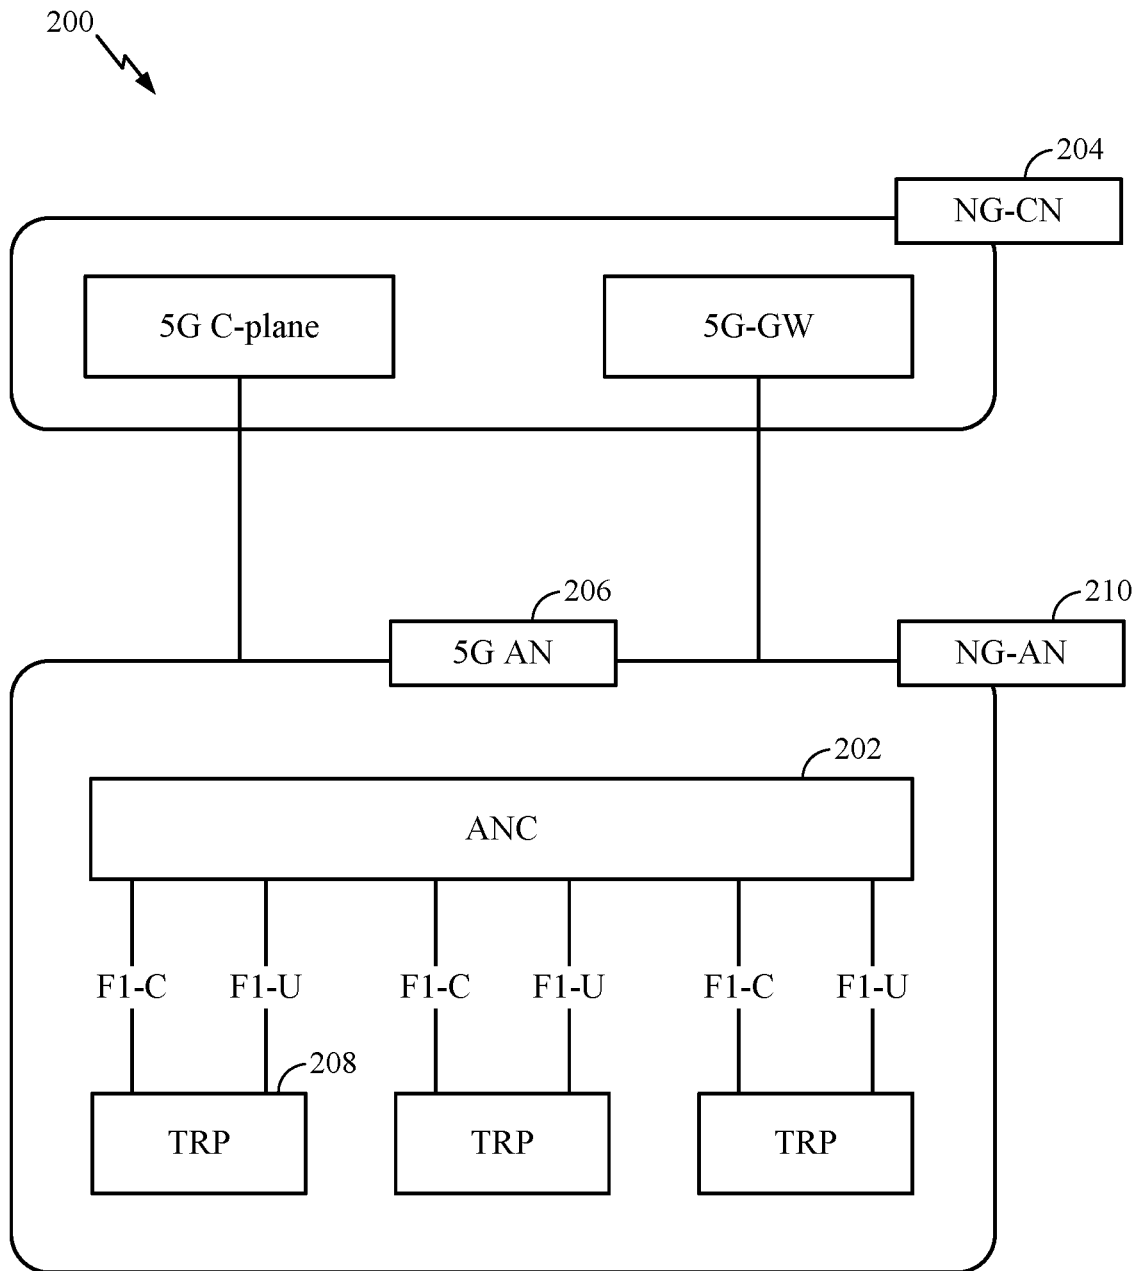 200
204
NG-CN
5G C-plane
5G-GW
206
210
5G AN
NG-AN
202
ANC
F1-C
F1-U
F1-C
F1-U
F1-C
F1-U
208
TRP
TRP
TRP